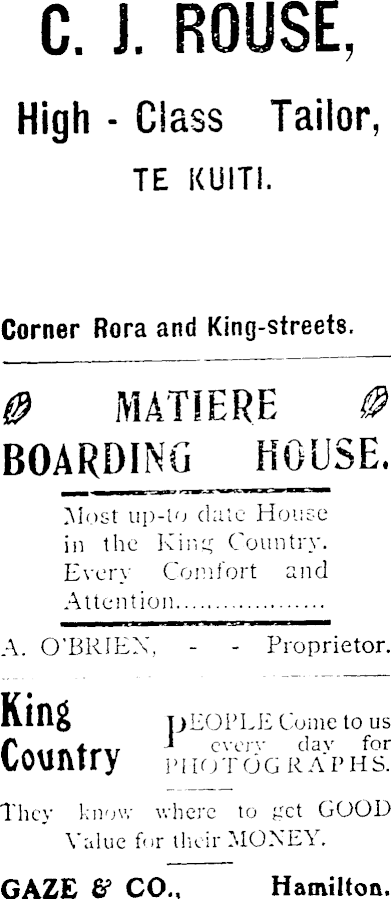 C. J. ROUSE,
High - Class Tailor,
TE KUITI.
Corner Rora and King-streets.
MATIERE
BOARDING HOUSE.
Most up-to date House
in the King Country.
Every Comfort and
Attention...................
A. O'BRIEN, - - Proprietor.
King
Country
PEOPLE Come to us
every day for
PHOTOGRAPHS.
They know where to get GOOD
Value for their MONEY.
GAZE & CO., Hamilton.